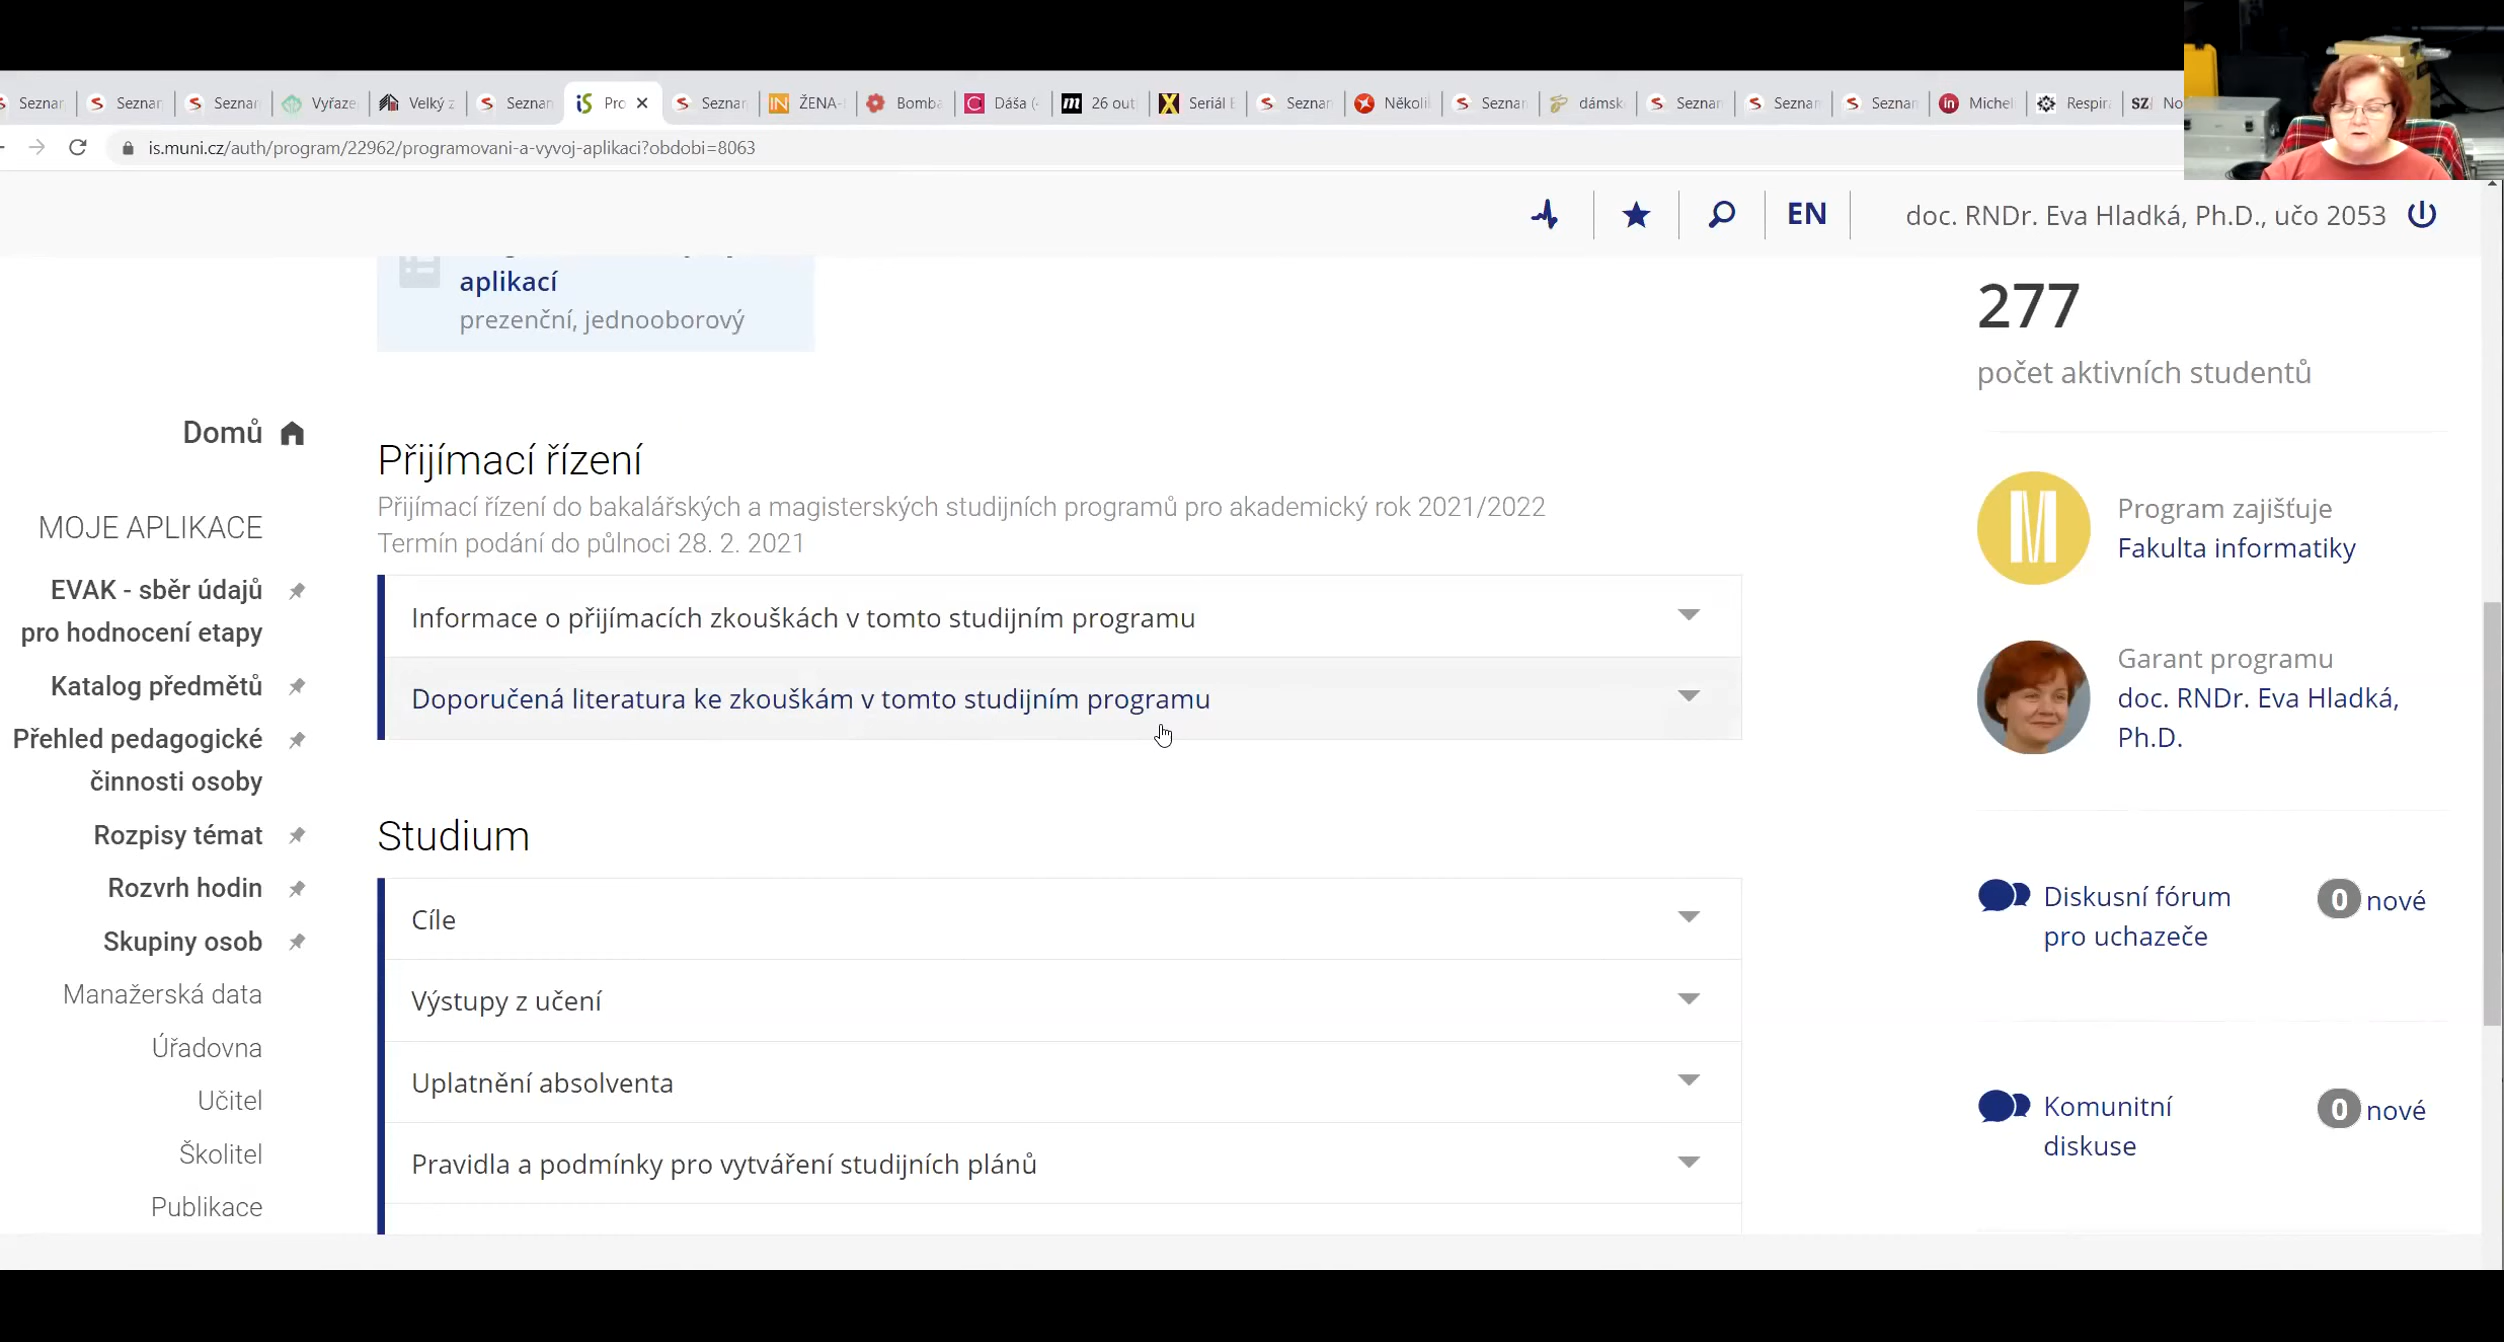 Seznam
Seznam
Seznam
Vyřaze
Velký z
Seznam
Pro
Seznam
ŽENA-
Bomba
Dáša (
26 out
Seriál
Seznam
Několi
Seznam
dámsk
Seznam
Seznam
Seznam
Michel
Respir
SZ
No
is.muni.cz/auth/program/22962/programovani-a-vyvoj-aplikaci?obdobi=8063
EN
doc. RNDr. Eva Hladká, Ph.D., učo 2053
aplikací
prezenční, jednooborový
Domů
MOJE APLIKACE
EVAK - sběr údajů
pro hodnocení etapy
Katalog předmětů
Přehled pedagogické
činnosti osoby
Rozpisy témat
Rozvrh hodin
Skupiny osob
Manažerská data
Úřadovna
Učitel
Školitel
Publikace
Přijímací řízení
Přijímací řízení do bakalářských a magisterských studijních programů pro akademický rok 2021/2022
Termín podání do půlnoci 28. 2. 2021
Informace o přijímacích zkouškách v tomto studijním programu
Doporučená literatura ke zkouškám v tomto studijním programu
Studium
Cíle
Výstupy z učení
Uplatnění absolventa
Pravidla a podmínky pro vytváření studijních plánů
277
počet aktivních studentů
Program zajišťuje
Fakulta informatiky
Garant programu
doc. RNDr. Eva Hladká,
Ph.D.
Diskusní fórum
pro uchazeče
0 nové
Komunitní
diskuse
0 nové